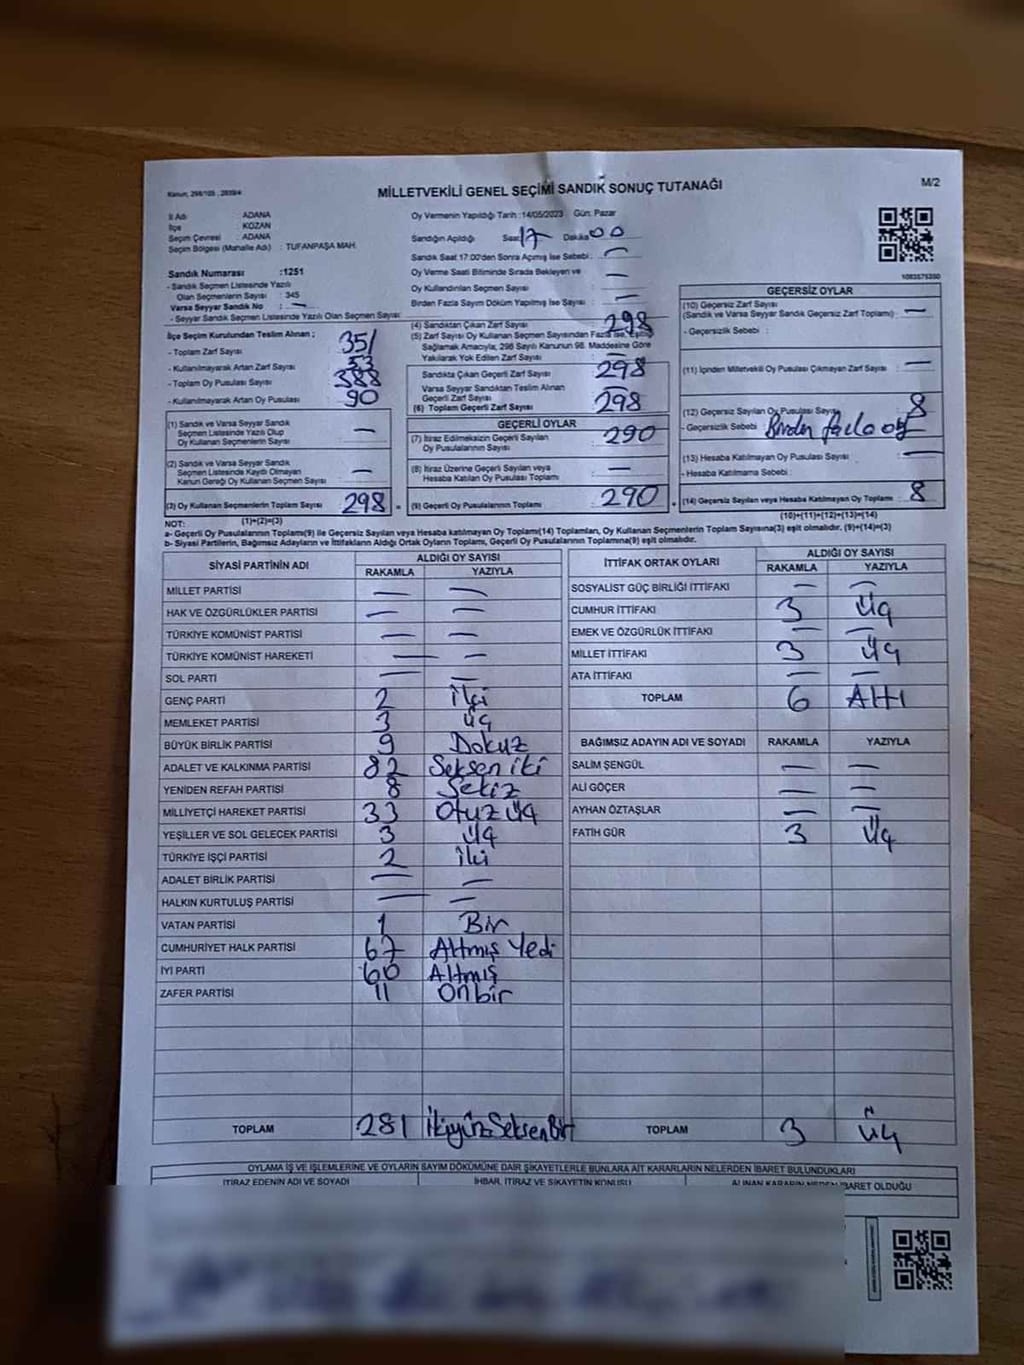 Kanun, 298/105 , 2839/4
MİLLETVEKİLİ GENEL SEÇİMİ SANDIK SONUÇ TUTANAĞI
M/2
İl Adı ADANA
İlçe KOZAN
Seçim Çevresi ADANA
Seçim Bölgesi (Mahalle Adı) : TUFANPAŞA MAH.
Oy Vermenin Yapıldığı Tarih :14/05/2023 Gün: Pazar
Sandığın Açıldığı Saat 17 Dakika 00
Sandık Saat 17:00'den Sonra Açılmış İse Sebebi : —
Oy Verme Saati Bitiminde Sırada Bekleyen ve
Oy Kullandırılan Seçmen Sayısı : —
Birden Fazla Sayım Döküm Yapılmış İse Sayısı : —
1083575350
Sandık Numarası :1251
- Sandık Seçmen Listesinde Yazılı
Olan Seçmenlerin Sayısı : 345
Varsa Seyyar Sandık No : —
- Seyyar Sandık Seçmen Listesinde Yazılı Olan Seçmen Sayısı
İlçe Seçim Kurulundan Teslim Alınan ;
- Toplam Zarf Sayısı 351
- Kullanılmayarak Artan Zarf Sayısı 53
- Toplam Oy Pusulası Sayısı 388
- Kullanılmayarak Artan Oy Pusulası 90
(4) Sandıktan Çıkan Zarf Sayısı : 298
(5) Zarf Sayısı Oy Kullanan Seçmen Sayısından Fazla İse, Eşitliği
Sağlamak Amacıyla, 298 Sayılı Kanunun 98. Maddesine Göre
Yakılarak Yok Edilen Zarf Sayısı : —
Sandıkta Çıkan Geçerli Zarf Sayısı : 298
Varsa Seyyar Sandıktan Teslim Alınan
Geçerli Zarf Sayısı : —
(6) Toplam Geçerli Zarf Sayısı : 298
GEÇERSİZ OYLAR
(10) Geçersiz Zarf Sayısı
(Sandık ve Varsa Seyyar Sandık Geçersiz Zarf Toplamı) : —
- Geçersizlik Sebebi :
(11) İçinden Milletvekili Oy Pusulası Çıkmayan Zarf Sayısı : —
(12) Geçersiz Sayılan Oy Pusulası Sayısı 8
- Geçersizlik Sebebi Birden fazla oy
(13) Hesaba Katılmayan Oy Pusulası Sayısı : —
- Hesaba Katılmama Sebebi :
(14) Geçersiz Sayılan veya Hesaba Katılmayan Oy Toplamı : 8
(10)+(11)+(12)+(13)=(14)
(1) Sandık ve Varsa Seyyar Sandık
Seçmen Listesinde Yazılı Olup
Oy Kullanan Seçmenlerin Sayısı : —
(2) Sandık ve Varsa Seyyar Sandık
Seçmen Listesinde Kayıtlı Olmayan
Kanun Gereği Oy Kullanan Seçmen Sayısı : —
(3) Oy Kullanan Seçmenlerin Toplam Sayısı : 298
(1)+(2)=(3)
GEÇERLİ OYLAR
(7) İtiraz Edilmeksizin Geçerli Sayılan
Oy Pusulalarının Sayısı : 290
(8) İtiraz Üzerine Geçerli Sayılan veya
Hesaba Katılan Oy Pusulası Toplamı : —
(9) Geçerli Oy Pusulalarının Toplamı : 290
NOT:
a- Geçerli Oy Pusulalarının Toplamı(9) ile Geçersiz Sayılan veya Hesaba katılmayan Oy Toplamı(14) Toplamları, Oy Kullanan Seçmenlerin Toplam Sayısına(3) eşit olmalıdır. (9)+(14)=(3)
b- Siyasi Partilerin, Bağımsız Adayların ve İttifakların Aldığı Ortak Oyların Toplamı, Geçerli Oy Pusulalarının Toplamına(9) eşit olmalıdır.
SİYASİ PARTİNİN ADI ALDIĞI OY SAYISI
RAKAMLA YAZIYLA
MİLLET PARTİSİ — —
HAK VE ÖZGÜRLÜKLER PARTİSİ — —
TÜRKİYE KOMÜNİST PARTİSİ — —
TÜRKİYE KOMÜNİST HAREKETİ — —
SOL PARTİ — —
GENÇ PARTİ 2 İki
MEMLEKET PARTİSİ 3 Üç
BÜYÜK BİRLİK PARTİSİ 9 Dokuz
ADALET VE KALKINMA PARTİSİ 82 Seksen iki
YENİDEN REFAH PARTİSİ 8 Sekiz
MİLLİYETÇİ HAREKET PARTİSİ 33 Otuz üç
YEŞİLLER VE SOL GELECEK PARTİSİ 3 Üç
TÜRKİYE İŞÇİ PARTİSİ 2 İki
ADALET BİRLİK PARTİSİ — —
HALKIN KURTULUŞ PARTİSİ — —
VATAN PARTİSİ 1 Bir
CUMHURİYET HALK PARTİSİ 67 Altmış Yedi
İYİ PARTİ 60 Altmış
ZAFER PARTİSİ 11 Onbir
TOPLAM 281 İkiyüzSeksenBir
İTTİFAK ORTAK OYLARI ALDIĞI OY SAYISI
RAKAMLA YAZIYLA
SOSYALİST GÜÇ BİRLİĞİ İTTİFAKI — —
CUMHUR İTTİFAKI 3 Üç
EMEK VE ÖZGÜRLÜK İTTİFAKI — —
MİLLET İTTİFAKI 3 Üç
ATA İTTİFAKI — —
TOPLAM 6 Altı
BAĞIMSIZ ADAYIN ADI VE SOYADI RAKAMLA YAZIYLA
SALİM ŞENGÜL — —
ALİ GÖÇER — —
AYHAN ÖZTAŞLAR — —
FATİH GÜR 3 Üç
TOPLAM 3 Üç
OYLAMA İŞ VE İŞLEMLERİNE VE OYLARIN SAYIM DÖKÜMÜNE DAİR ŞİKAYETLERLE BUNLARA AİT KARARLARIN NELERDEN İBARET BULUNDUKLARI
İTİRAZ EDENİN ADI VE SOYADI İHBAR, İTİRAZ VE ŞİKAYETİN KONUSU ALINAN KARARIN NEDEN İBARET OLDUĞU